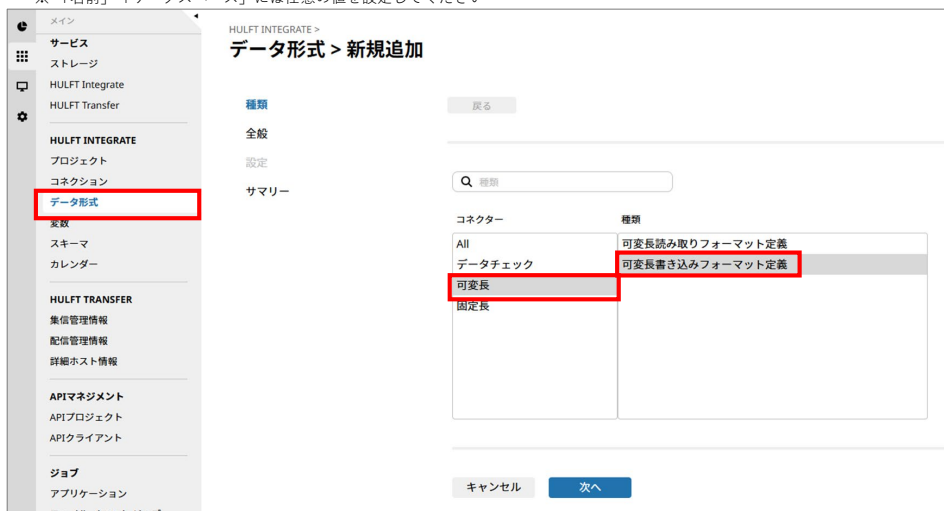 メイン
サービス
ストレージ
HULFT Integrate
HULFT Transfer
HULFT INTEGRATE
プロジェクト
コネクション
データ形式
変数
スキーマ
カレンダー
HULFT TRANSFER
集信管理情報
配信管理情報
詳細ホスト情報
APIマネジメント
APIプロジェクト
APIクライアント
ジョブ
アプリケーション
HULFT INTEGRATE >
データ形式 > 新規追加
種類
全般
設定
サマリー
戻る
種類
コネクター
種類
All
データチェック
可変長
固定長
可変長読み取りフォーマット定義
可変長書き込みフォーマット定義
キャンセル
次へ